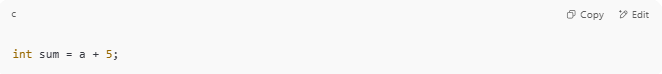 c Copy Edit
int sum = a + 5;